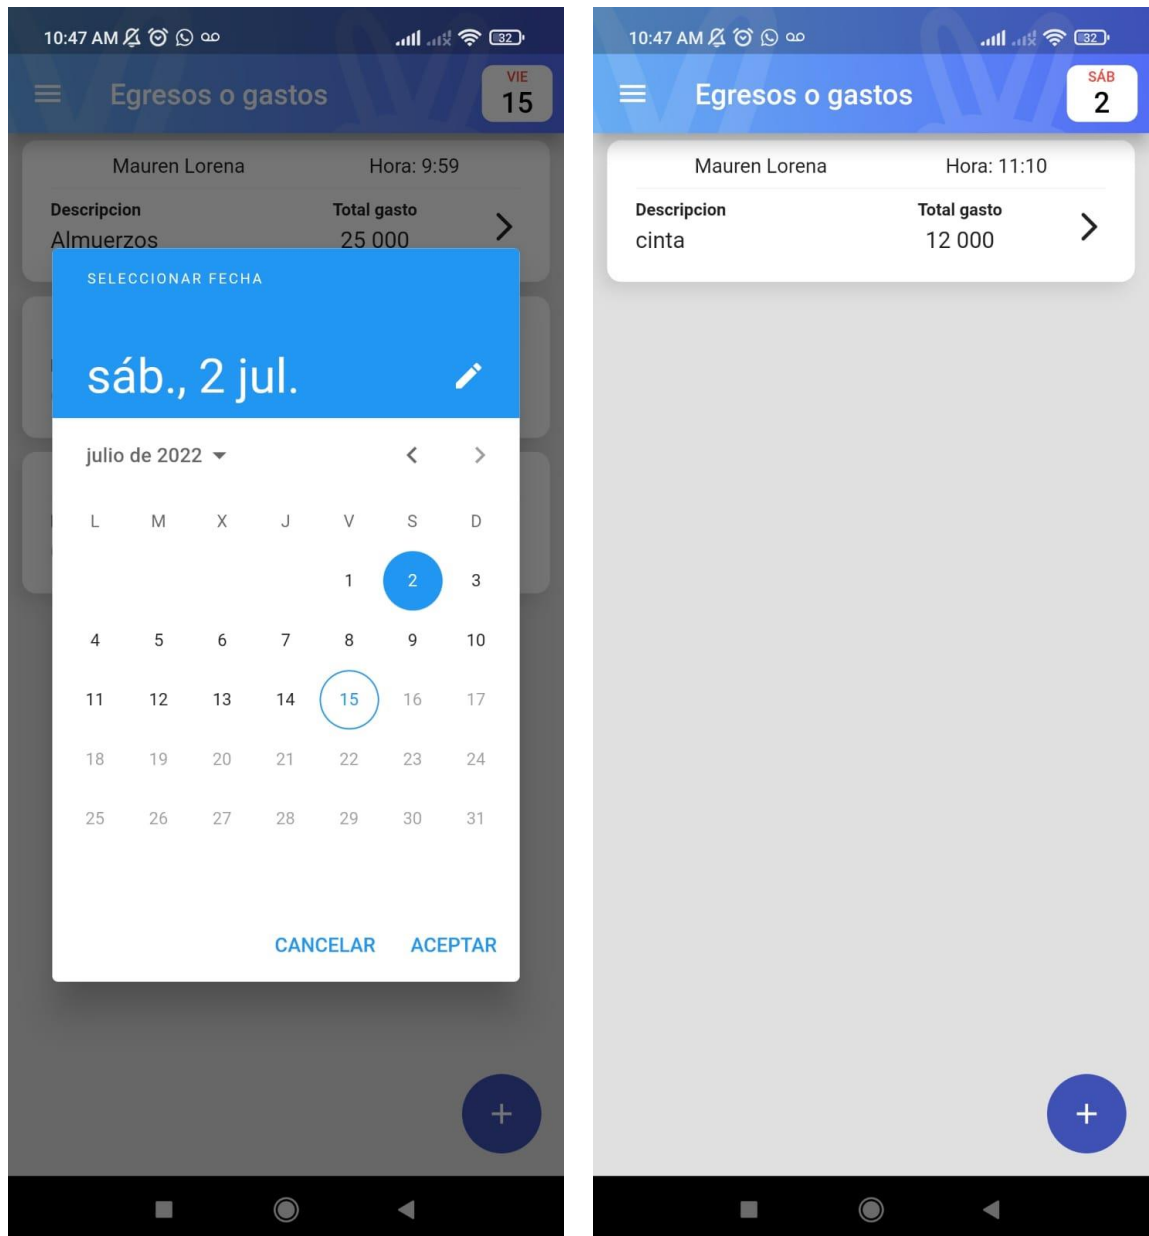 10:47 AM 32
VIE
Egresos o gastos 15
Mauren Lorena Hora: 9:59
Descripcion Total gasto
Almuerzos 25 000
SELECCIONAR FECHA
sáb., 2 jul.
julio de 2022
L M X J V S D
1 2 3
4 5 6 7 8 9 10
11 12 13 14 15 16 17
18 19 20 21 22 23 24
25 26 27 28 29 30 31
CANCELAR ACEPTAR
+
10:47 AM 32
SÁB
Egresos o gastos 2
Mauren Lorena Hora: 11:10
Descripcion Total gasto
cinta 12 000
+